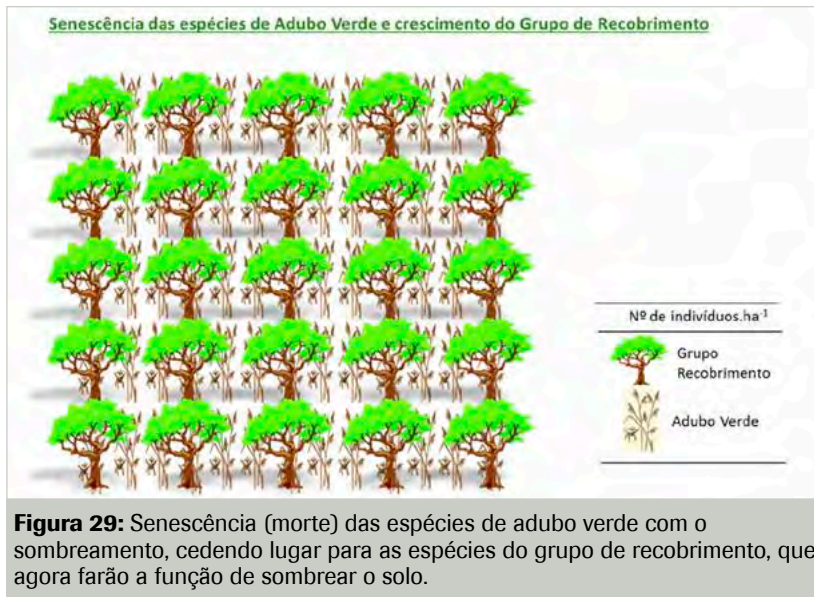 Senescência das espécies de Adubo Verde e crescimento do Grupo de Recobrimento
Nº de indivíduos.ha⁻¹
Grupo
Recobrimento
Adubo Verde
Figura 29: Senescência (morte) das espécies de adubo verde com o
sombreamento, cedendo lugar para as espécies do grupo de recobrimento, que
agora farão a função de sombrear o solo.